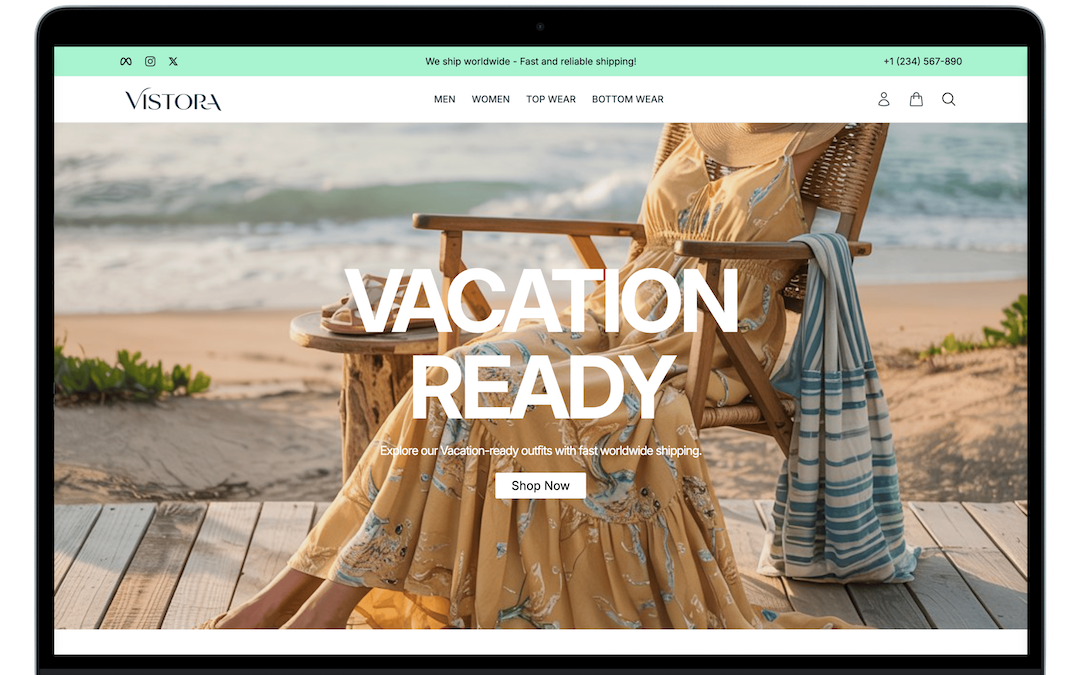 We ship worldwide - Fast and reliable shipping!
+1 (234) 567-890
VISTORA
MEN
WOMEN
TOP WEAR
BOTTOM WEAR
VACATION
READY
Explore our Vacation-ready outfits with fast worldwide shipping.
Shop Now